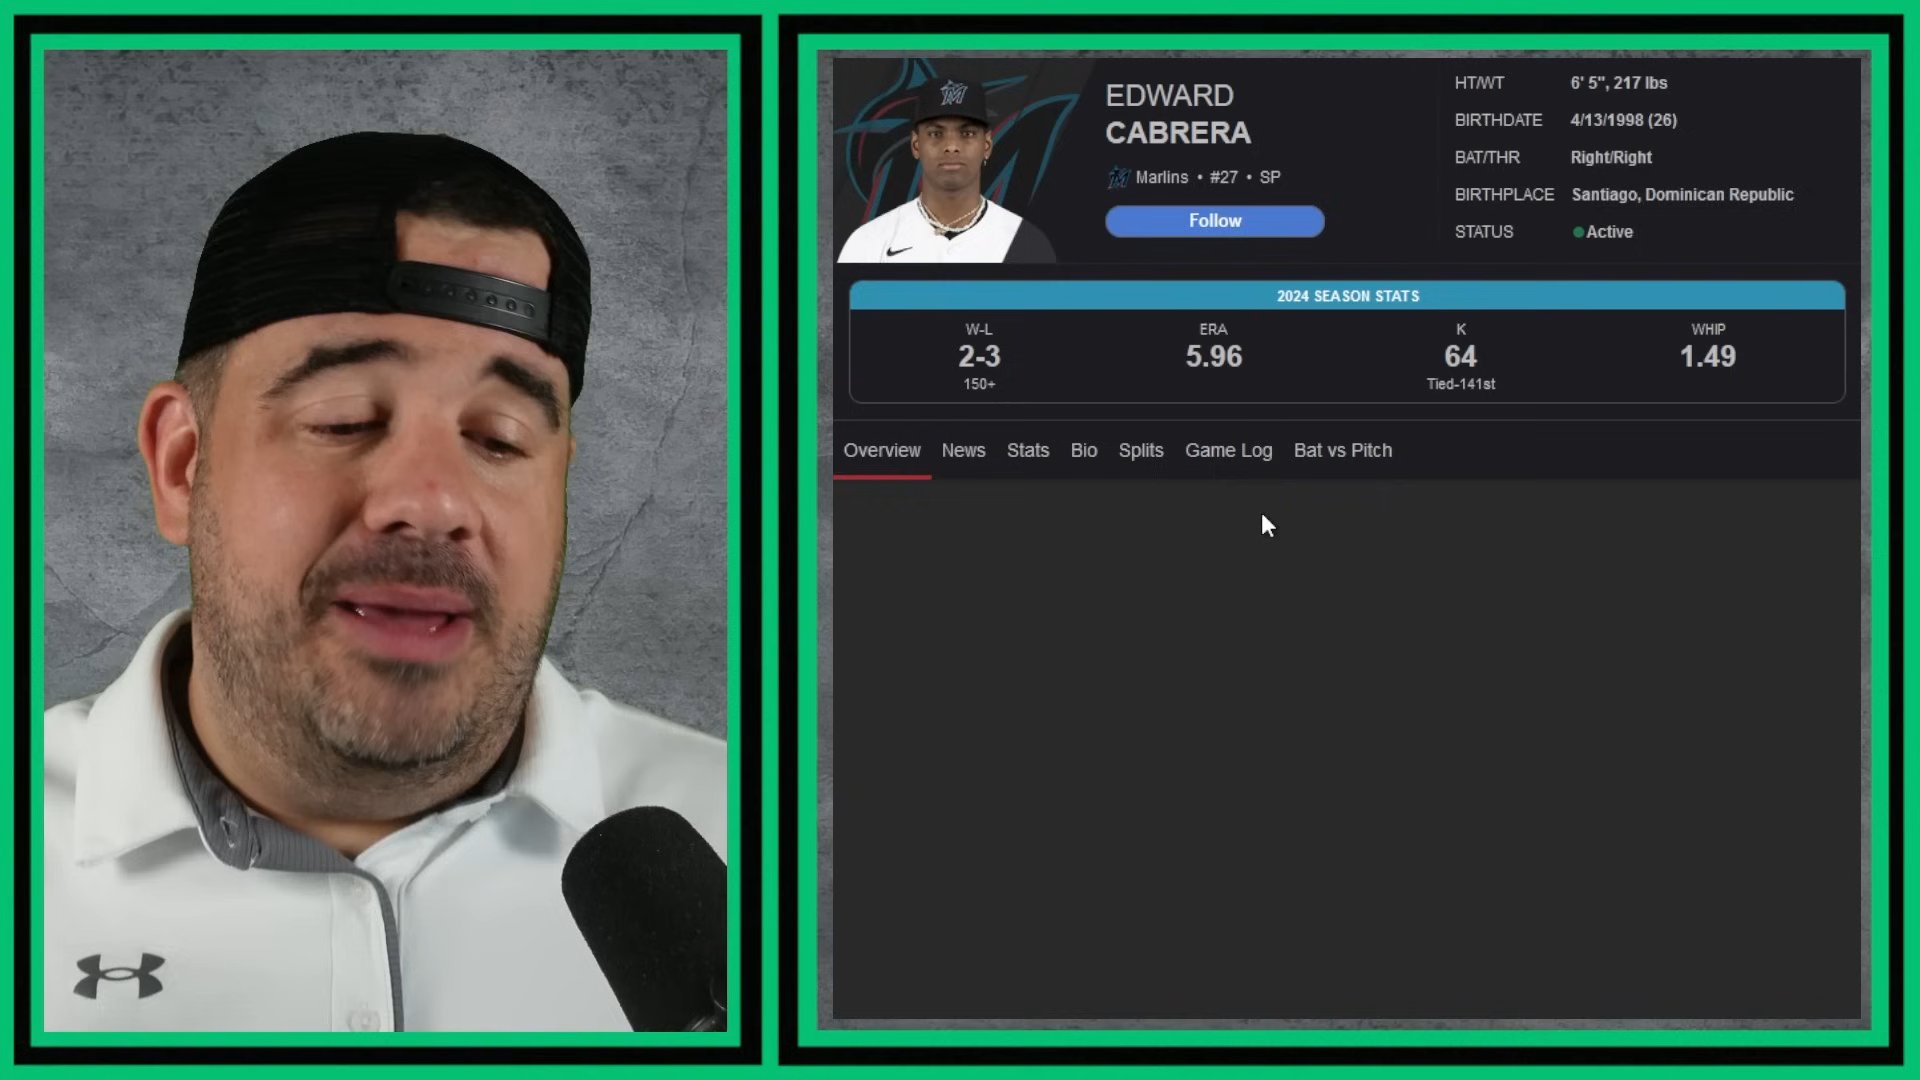 EDWARD
CABRERA
Marlins • #27 • SP
Follow
HT/WT 6' 5", 217 lbs
BIRTHDATE 4/13/1998 (26)
BAT/THR Right/Right
BIRTHPLACE Santiago, Dominican Republic
STATUS Active
2024 SEASON STATS
W-L ERA K WHIP
2-3 5.96 64 1.49
150+ Tied-141st
Overview News Stats Bio Splits Game Log Bat vs Pitch